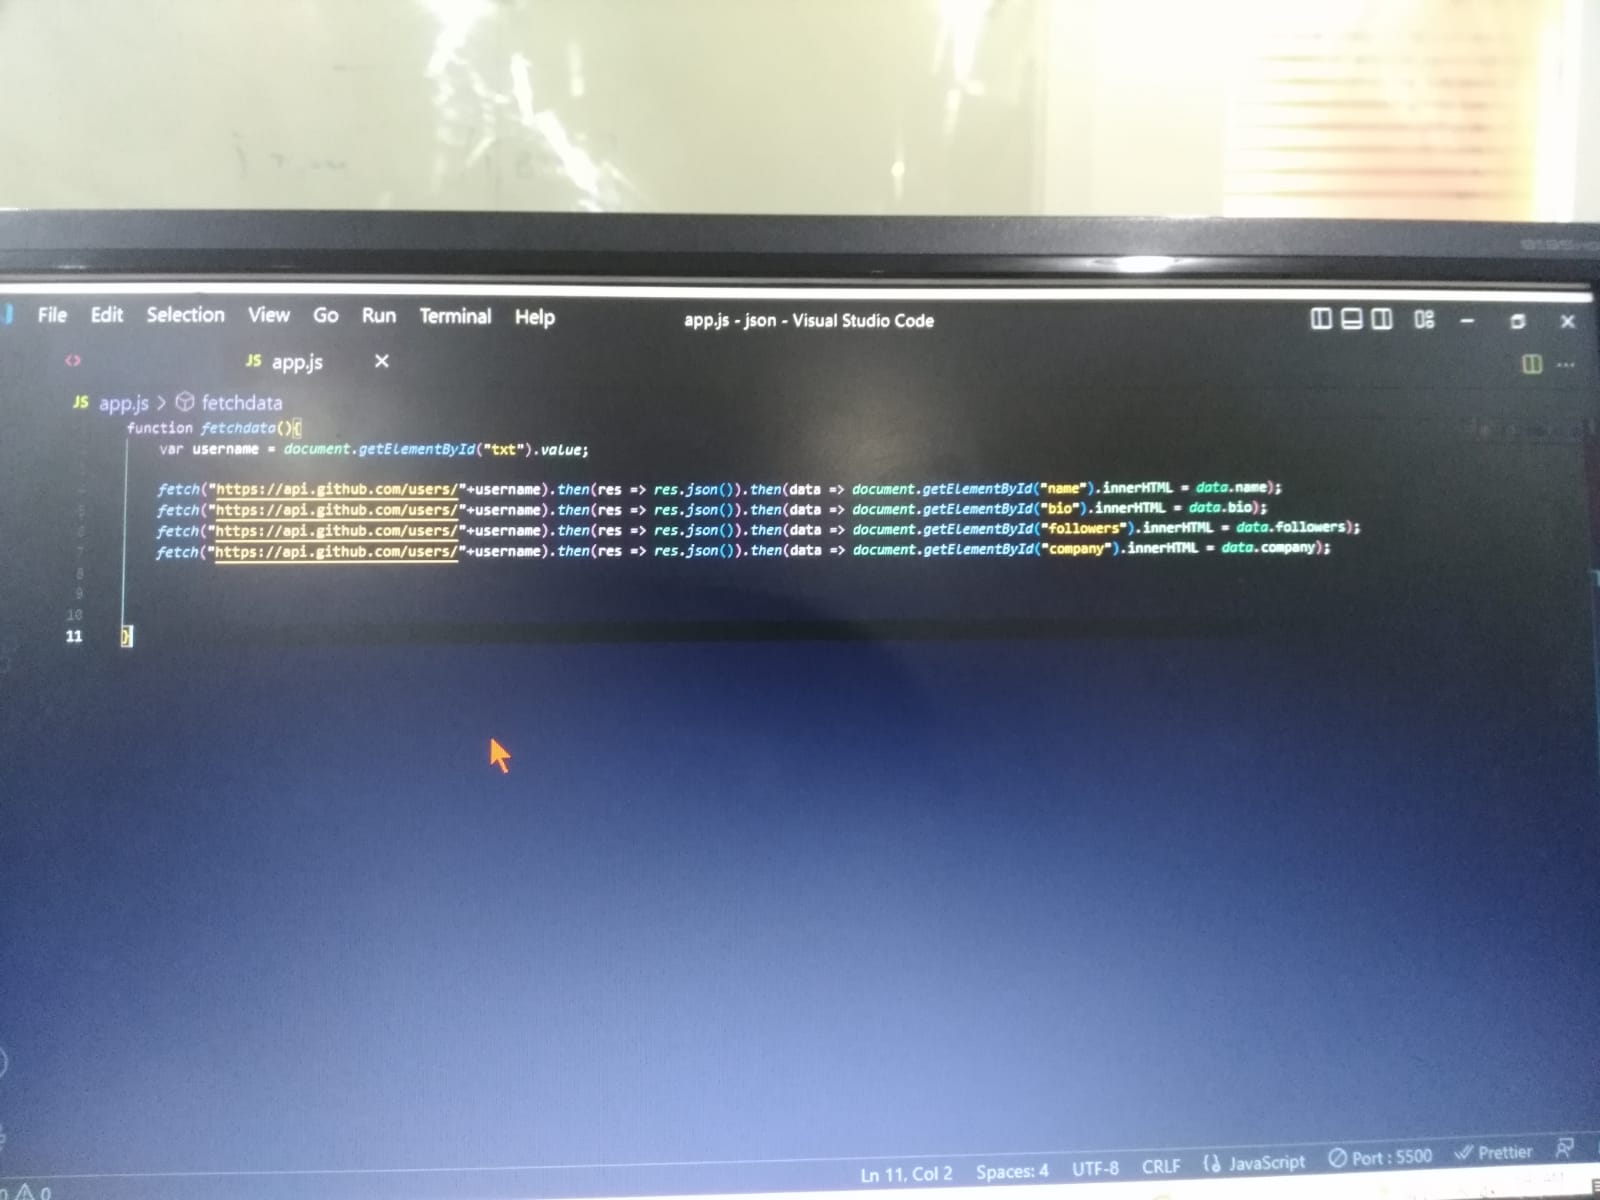 File Edit Selection View Go Run Terminal Help app.js - json - Visual Studio Code
JS app.js
JS app.js > fetchdata
function fetchdata(){
var username = document.getElementById("txt").value;
fetch("https://api.github.com/users/"+username).then(res => res.json()).then(data => document.getElementById("name").innerHTML = data.name);
fetch("https://api.github.com/users/"+username).then(res => res.json()).then(data => document.getElementById("bio").innerHTML = data.bio);
fetch("https://api.github.com/users/"+username).then(res => res.json()).then(data => document.getElementById("followers").innerHTML = data.followers);
fetch("https://api.github.com/users/"+username).then(res => res.json()).then(data => document.getElementById("company").innerHTML = data.company);
8
9
10
11 }
Ln 11, Col 2 Spaces: 4 UTF-8 CRLF JavaScript Port : 5500 Prettier
0